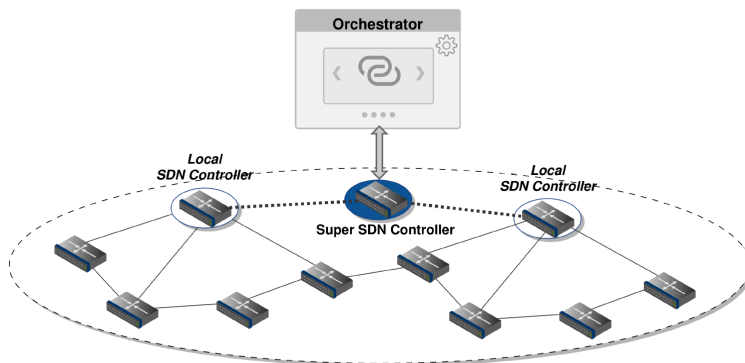 Orchestrator
Local
SDN Controller
Local
SDN Controller
Super SDN Controller